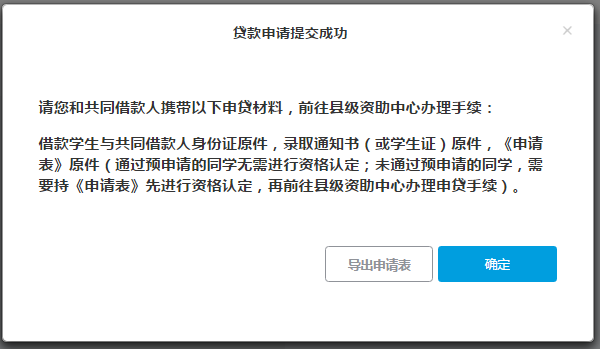 贷款申请提交成功
请您和共同借款人携带以下申贷材料，前往县级资助中心办理手续：
借款学生与共同借款人身份证原件，录取通知书（或学生证）原件，《申请
表》原件（通过预申请的同学无需进行资格认定；未通过预申请的同学，需
要持《申请表》先进行资格认定，再前往县级资助中心办理申贷手续）。
导出申请表
确定